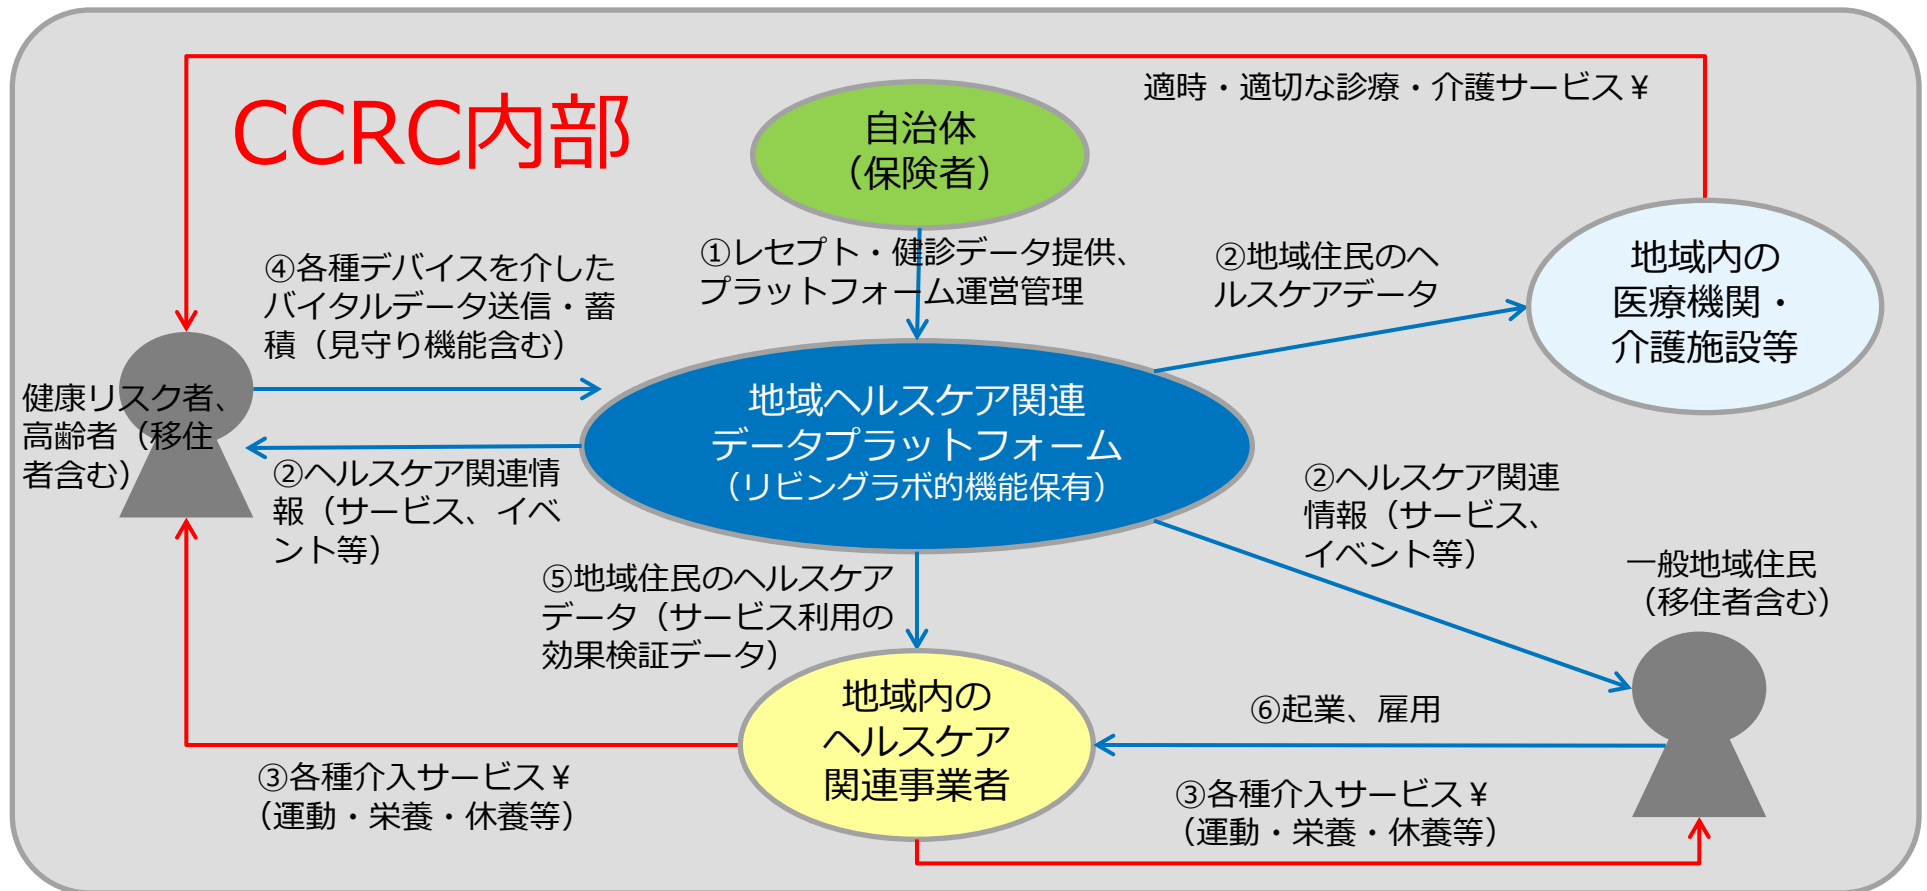 適時・適切な診療・介護サービス￥
CCRC内部
自治体
（保険者）
①レセプト・健診データ提供、
プラットフォーム運営管理
②地域住民のヘ
ルスケアデータ
地域内の
医療機関・
介護施設等
④各種デバイスを介した
バイタルデータ送信・蓄
積（見守り機能含む）
健康リスク者、
高齢者（移住
者含む）
地域ヘルスケア関連
データプラットフォーム
（リビングラボ的機能保有）
②ヘルスケア関連情
報（サービス、イベ
ント等）
②ヘルスケア関連
情報（サービス、
イベント等）
一般地域住民
（移住者含む）
⑤地域住民のヘルスケア
データ（サービス利用の
効果検証データ）
地域内の
ヘルスケア
関連事業者
⑥起業、雇用
③各種介入サービス￥
（運動・栄養・休養等）
③各種介入サービス￥
（運動・栄養・休養等）